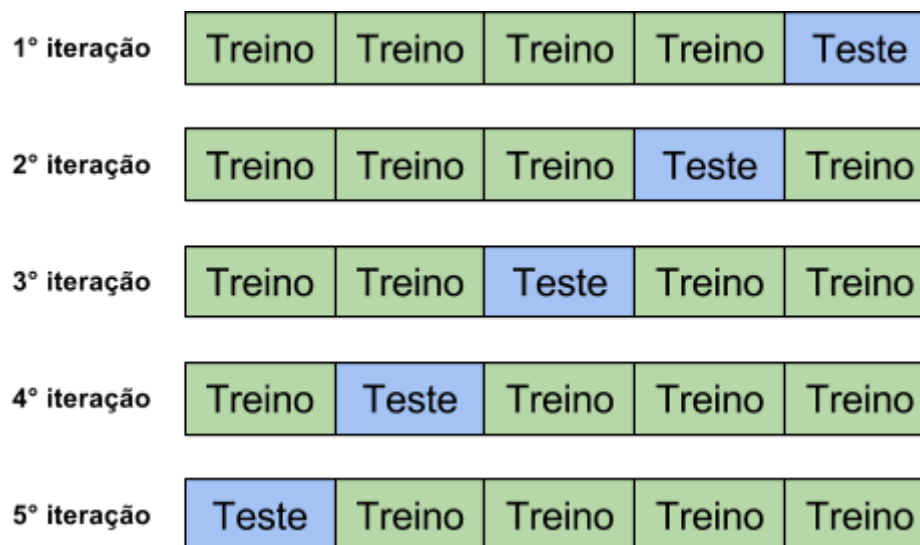 1° iteração Treino Treino Treino Treino Teste
2° iteração Treino Treino Treino Teste Treino
3° iteração Treino Treino Teste Treino Treino
4° iteração Treino Teste Treino Treino Treino
5° iteração Teste Treino Treino Treino Treino